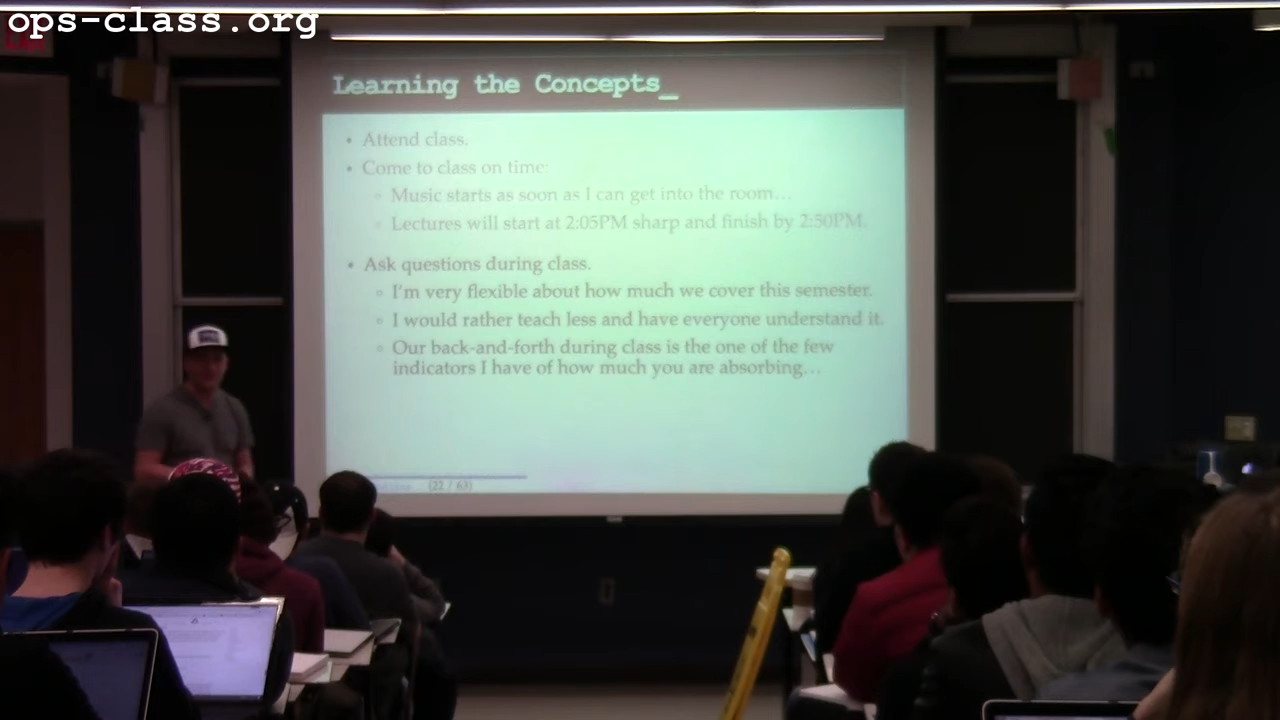 ops-class.org
Learning the Concepts_
• Attend class.
• Come to class on time:
◦ Music starts as soon as I can get into the room…
◦ Lectures will start at 2:05PM sharp and finish by 2:50PM.
• Ask questions during class.
◦ I'm very flexible about how much we cover this semester.
◦ I would rather teach less and have everyone understand it.
◦ Our back-and-forth during class is the one of the few
indicators I have of how much you are absorbing…
(22 / 63)